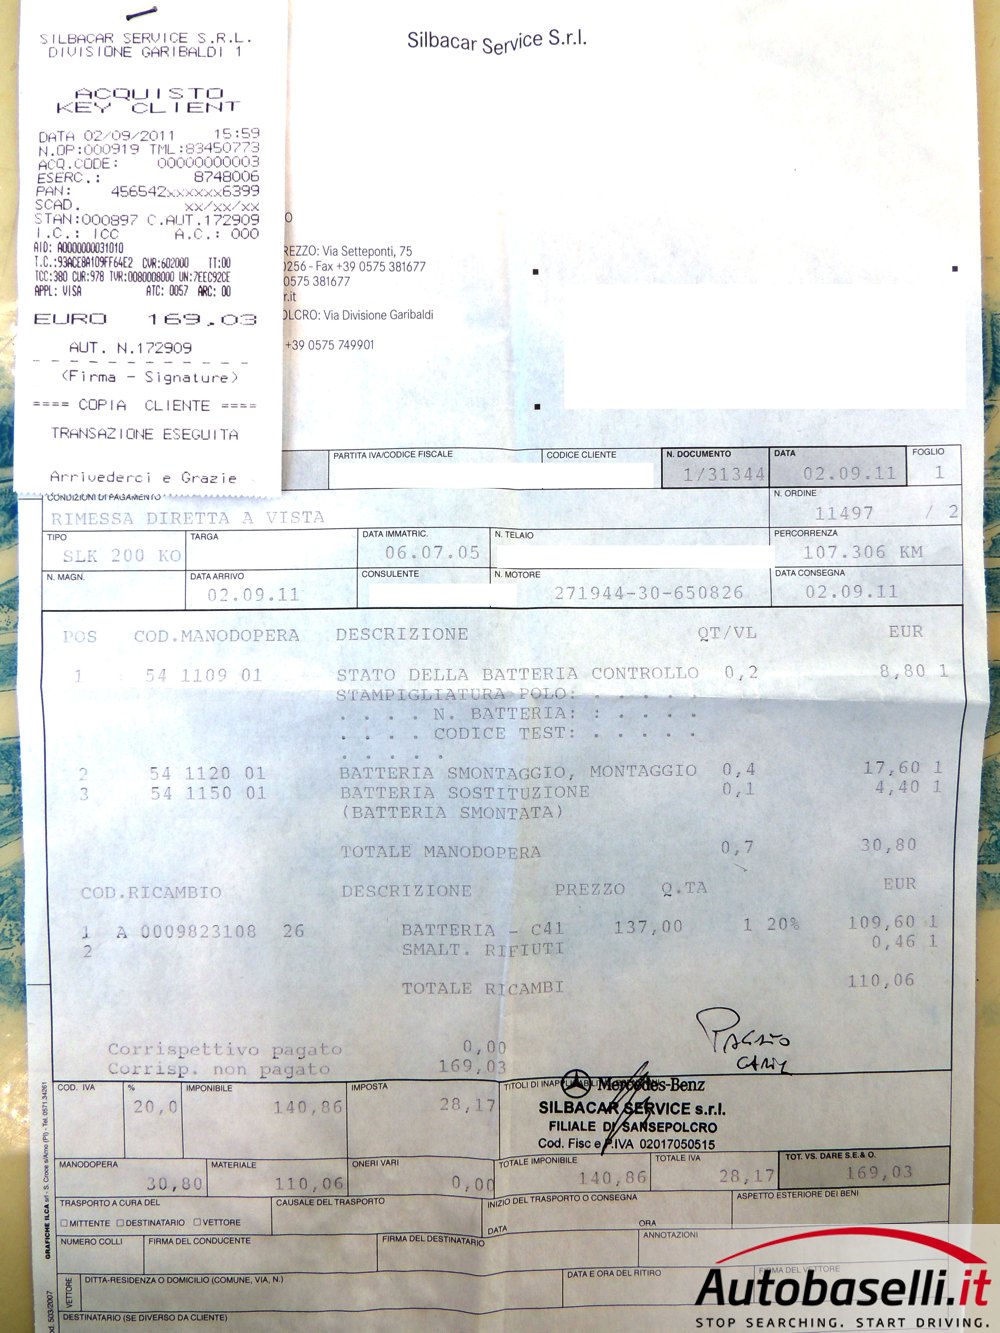 SILBACAR SERVICE S.R.L.
DIVISIONE GARIBALDI 1
ACQUISTO
KEY CLIENT
DATA 02/09/2011 15:59
N.OP:000919 TML:83450773
ACQ.CODE: 00000000003
ESERC.: 8748006
PAN: 456542xxxxxx6399
SCAD. xx/xx/xx
STAN:000897 C.AUT.172909
I.C.: ICC A.C.: 000
AID: A0000000031010
T.C.:93ACE8A109FF64E2 CVR:602000 TT:00
TCC:380 CUR:978 TVR:0080008000 UN:7EEC92CE
APPL: VISA ATC: 0057 ARC: 00
EURO 169,03
AUT. N.172909
(Firma - Signature)
==== COPIA CLIENTE ====
TRANSAZIONE ESEGUITA
Arrivederci e Grazie
Silbacar Service S.r.l.
O
REZZO: Via Setteponti, 75
0256 - Fax +39 0575 381677
0575 381677
r.it
OLCRO: Via Divisione Garibaldi
+39 0575 749901
PARTITA IVA/CODICE FISCALE CODICE CLIENTE N. DOCUMENTO DATA FOGLIO
1/31344 02.09.11 1
CONDIZIONI DI PAGAMENTO N. ORDINE
RIMESSA DIRETTA A VISTA 11497 / 2
TIPO TARGA DATA IMMATRIC. N. TELAIO PERCORRENZA
SLK 200 KO 06.07.05 107.306 KM
N. MAGN. DATA ARRIVO CONSULENTE N. MOTORE DATA CONSEGNA
02.09.11 271944-30-650826 02.09.11
POS COD.MANODOPERA DESCRIZIONE QT/VL EUR
1 54 1109 01 STATO DELLA BATTERIA CONTROLLO 0,2 8,80 1
STAMPIGLIATURA POLO: . . . . .
. . . . N. BATTERIA: : . . . .
. . . . CODICE TEST: . . . . .
. . . . .
2 54 1120 01 BATTERIA SMONTAGGIO, MONTAGGIO 0,4 17,60 1
3 54 1150 01 BATTERIA SOSTITUZIONE 0,1 4,40 1
(BATTERIA SMONTATA)
TOTALE MANODOPERA 0,7 30,80
COD.RICAMBIO DESCRIZIONE PREZZO Q.TA EUR
1 A 0009823108 26 BATTERIA - C41 137,00 1 20% 109,60 1
2 SMALT. RIFIUTI 0,46 1
TOTALE RICAMBI 110,06
Corrispettivo pagato 0,00
Corrisp. non pagato 169,03
COD. IVA % IMPONIBILE IMPOSTA TITOLI DI
20,0 140,86 28,17
Mercedes-Benz
SILBACAR SERVICE s.r.l.
FILIALE DI SANSEPOLCRO
Cod. Fisc e P.IVA 02017050515
MANODOPERA MATERIALE ONERI VARI TOTALE IMPONIBILE TOTALE IVA TOT. VS. DARE S.E.& O.
30,80 110,06 0,00 140,86 28,17 169,03
TRASPORTO A CURA DEL CAUSALE DEL TRASPORTO INIZIO DEL TRASPORTO O CONSEGNA ASPETTO ESTERIORE DEI BENI
MITTENTE DESTINATARIO VETTORE DATA ORA
NUMERO COLLI FIRMA DEL CONDUCENTE FIRMA DEL DESTINATARIO ANNOTAZIONI
VETTORE DITTA-RESIDENZA O DOMICILIO (COMUNE, VIA, N.) DATA E ORA DEL RITIRO FIRMA DEL VETTORE
DESTINATARIO (SE DIVERSO DA CLIENTE)
GRAFICHE ILCA srl - S. Croce s/Arno (PI) - Tel. 0571.34261
503/2007
Autobaselli.it
STOP SEARCHING. START DRIVING.